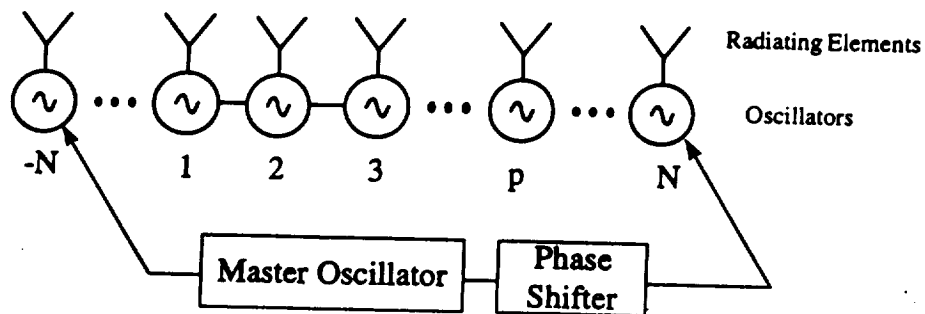 Radiating Elements
Oscillators
-N 1 2 3 p N
Master Oscillator
Phase
Shifter